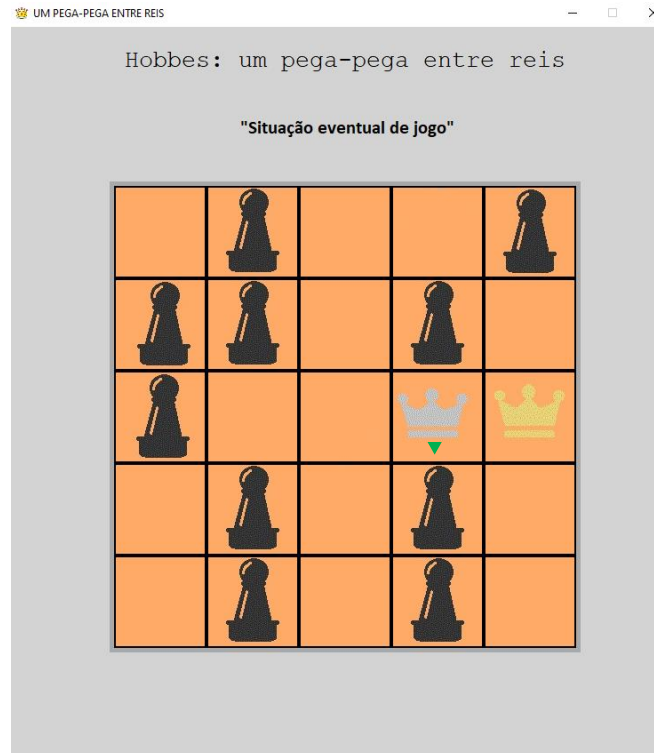 UM PEGA-PEGA ENTRE REIS
Hobbes: um pega-pega entre reis
"Situação eventual de jogo"